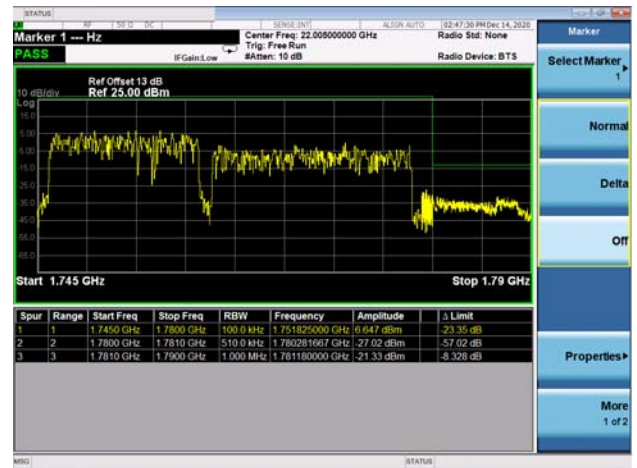 STATUS
RF 50 Ω DC SENSE:INT ALIGN AUTO 02:47:30 PM Dec 14, 2020
Marker 1 --- Hz
Center Freq: 22.005000000 GHz
Radio Std: None
Trig: Free Run
PASS
IFGain:Low
#Atten: 10 dB
Radio Device: BTS
Ref Offset 13 dB
10 dB/div Ref 25.00 dBm
Log
15.0
5.00
-5.00
-15.0
-25.0
-35.0
-45.0
-55.0
-65.0
Start 1.745 GHz Stop 1.79 GHz
Spur Range Start Freq Stop Freq RBW Frequency Amplitude Δ Limit
1 1 1.7450 GHz 1.7800 GHz 100.0 kHz 1.751825000 GHz 6.647 dBm -23.35 dB
2 2 1.7800 GHz 1.7810 GHz 510.0 kHz 1.780281667 GHz -27.02 dBm -57.02 dB
3 3 1.7810 GHz 1.7900 GHz 1.000 MHz 1.781180000 GHz -21.33 dBm -8.328 dB
Marker
Select Marker
1
Normal
Delta
Off
Properties
More
1 of 2
MSG STATUS